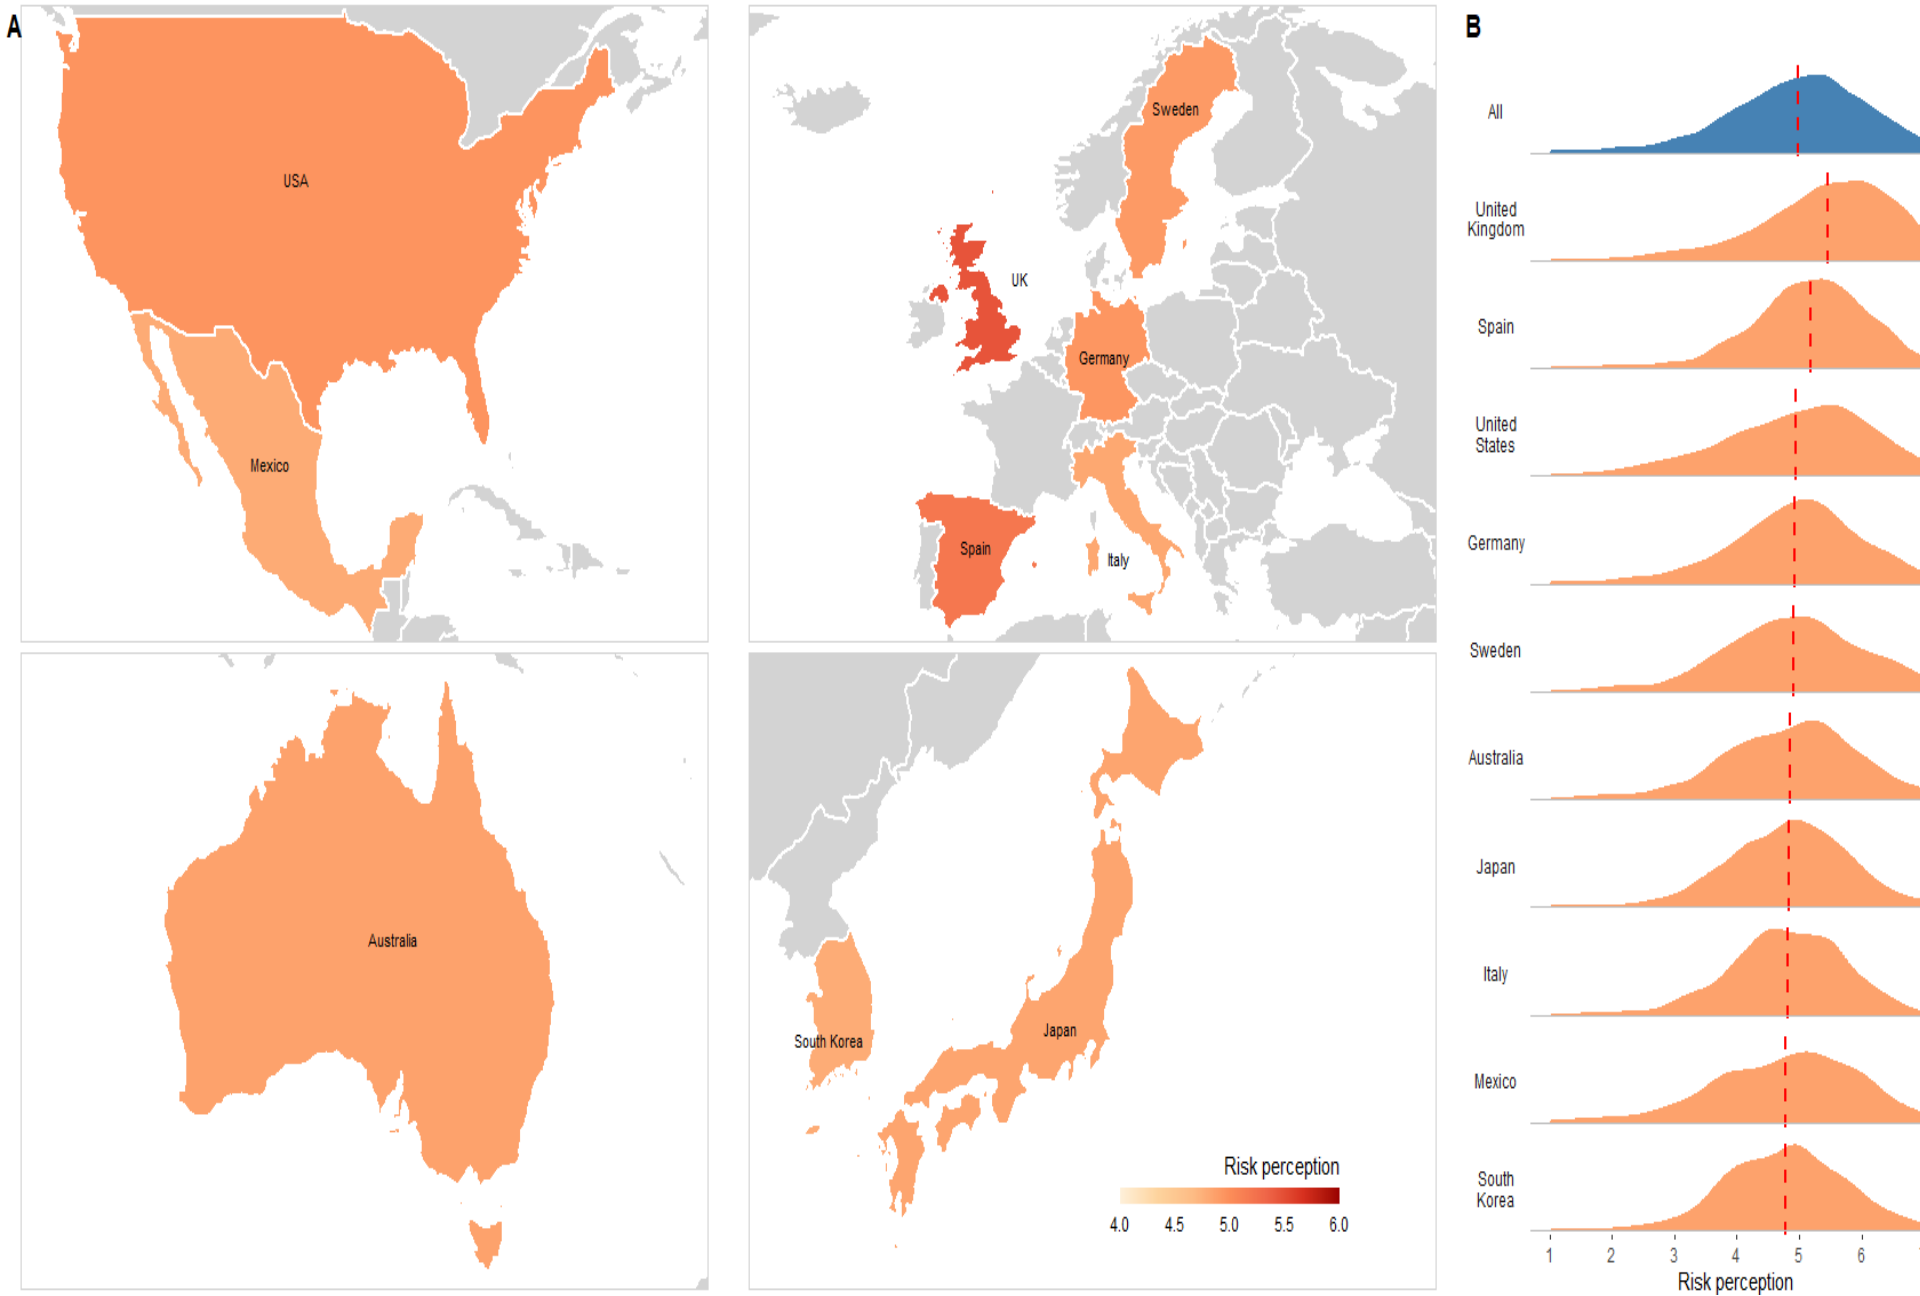 A
USA
Mexico
Sweden
UK
Germany
Spain
Italy
Australia
South Korea
Japan
Risk perception
4.0 4.5 5.0 5.5 6.0
B
All
United
Kingdom
Spain
United
States
Germany
Sweden
Australia
Japan
Italy
Mexico
South
Korea
1 2 3 4 5 6
Risk perception